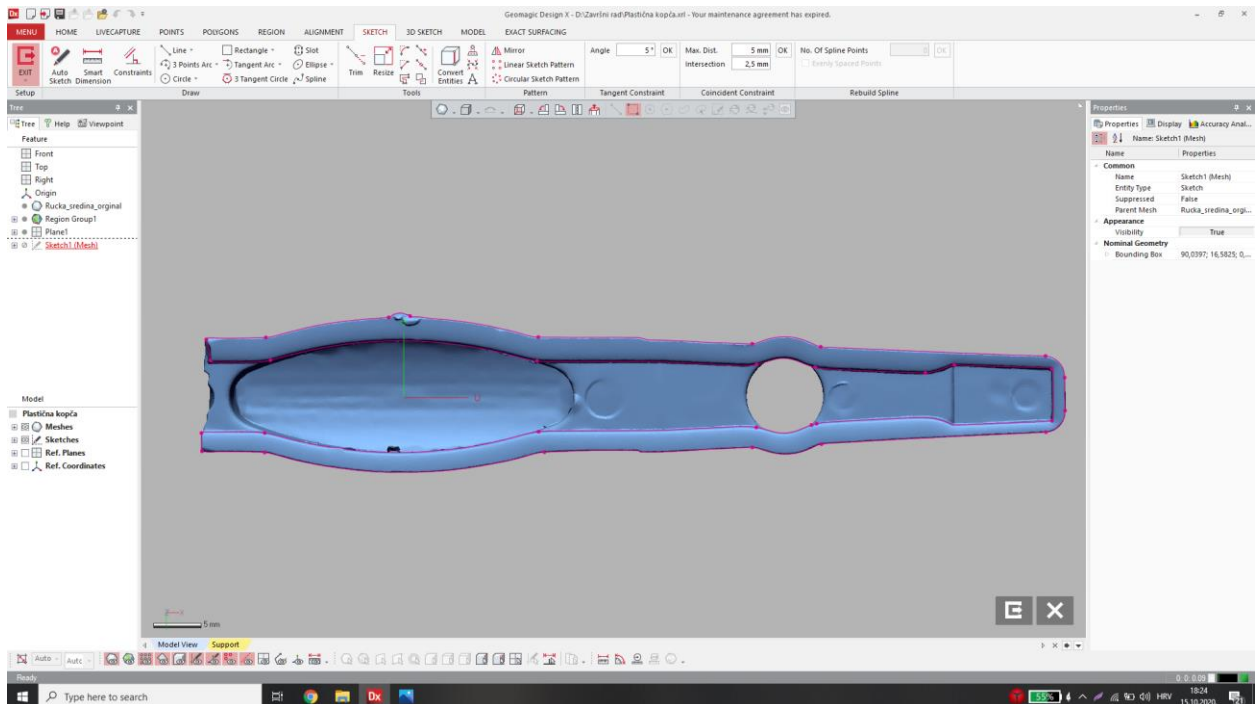 Geomagic Design X - D:\Završni rad\Plastična kopča.xrl - Your maintenance agreement has expired.
MENU HOME LIVECAPTURE POINTS POLYGONS REGION ALIGNMENT SKETCH 3D SKETCH MODEL EXACT SURFACING
EXIT
Auto Sketch
Smart Dimension
Constraints
Line
3 Points Arc
Circle
Rectangle
Tangent Arc
3 Tangent Circle
Slot
Ellipse
Spline
Trim
Resize
Convert Entities
Mirror
Linear Sketch Pattern
Circular Sketch Pattern
Angle 5° OK
Max. Dist. 5 mm OK
Intersection 2,5 mm
No. Of Spline Points OK
Evenly Spaced Points
Setup Draw Tools Pattern Tangent Constraint Coincident Constraint Rebuild Spline
Tree
Tree Help Viewpoint
Feature
Front
Top
Right
Origin
Rucka_sredina_orginal
Region Group1
Plane1
Sketch1 (Mesh)
Model
Plastična kopča
Meshes
Sketches
Ref. Planes
Ref. Coordinates
5 mm
Model View Support
Properties
Properties Display Accuracy Anal...
Name: Sketch1 (Mesh)
Name Properties
Common
Name Sketch1 (Mesh)
Entity Type Sketch
Suppressed False
Parent Mesh Rucka_sredina_orgi...
Appearance
Visibility True
Nominal Geometry
Bounding Box 90,0397; 16,5825; 0,...
Auto Autc
Ready
0: 0: 0.09
Type here to search
Dx
55%
HRV
18:24
15.10.2020.
21